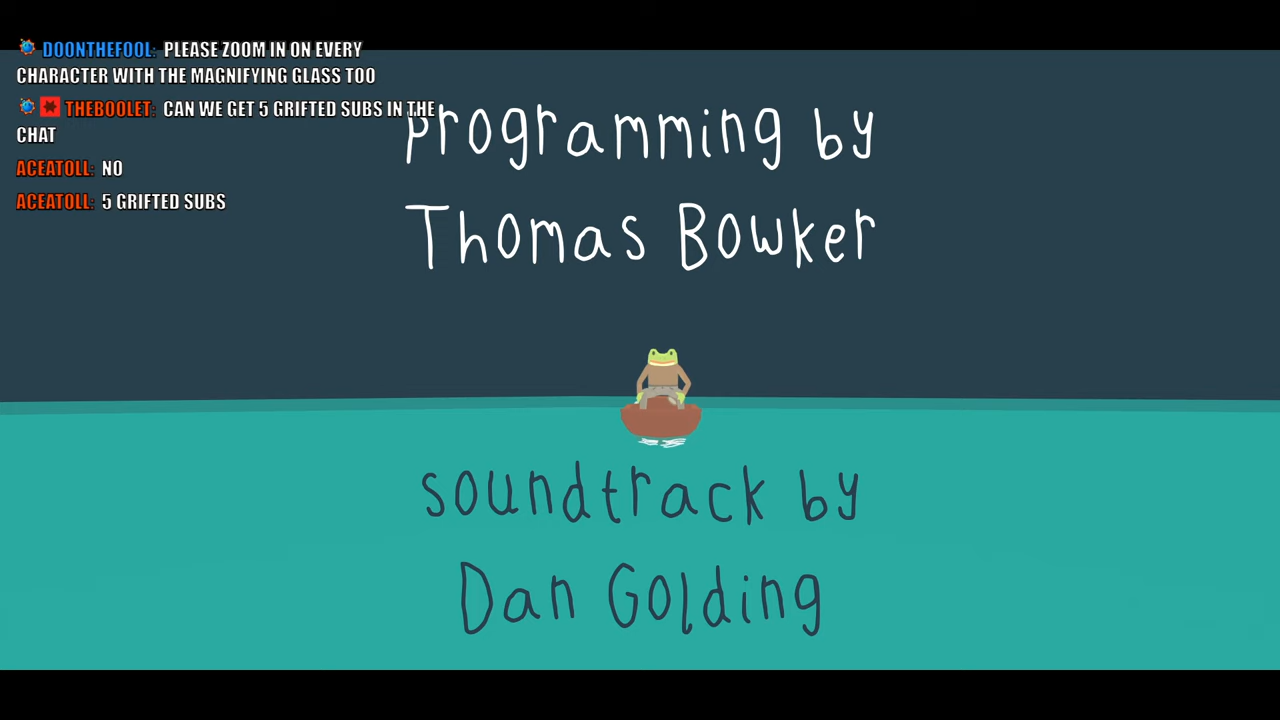 DOONTHEFOOL: PLEASE ZOOM IN ON EVERY
CHARACTER WITH THE MAGNIFYING GLASS TOO
THEBOOLET: CAN WE GET 5 GRIFTED SUBS IN THE
CHAT
ACEATOLL: NO
ACEATOLL: 5 GRIFTED SUBS
programming by
Thomas Bowker
soundtrack by
Dan Golding